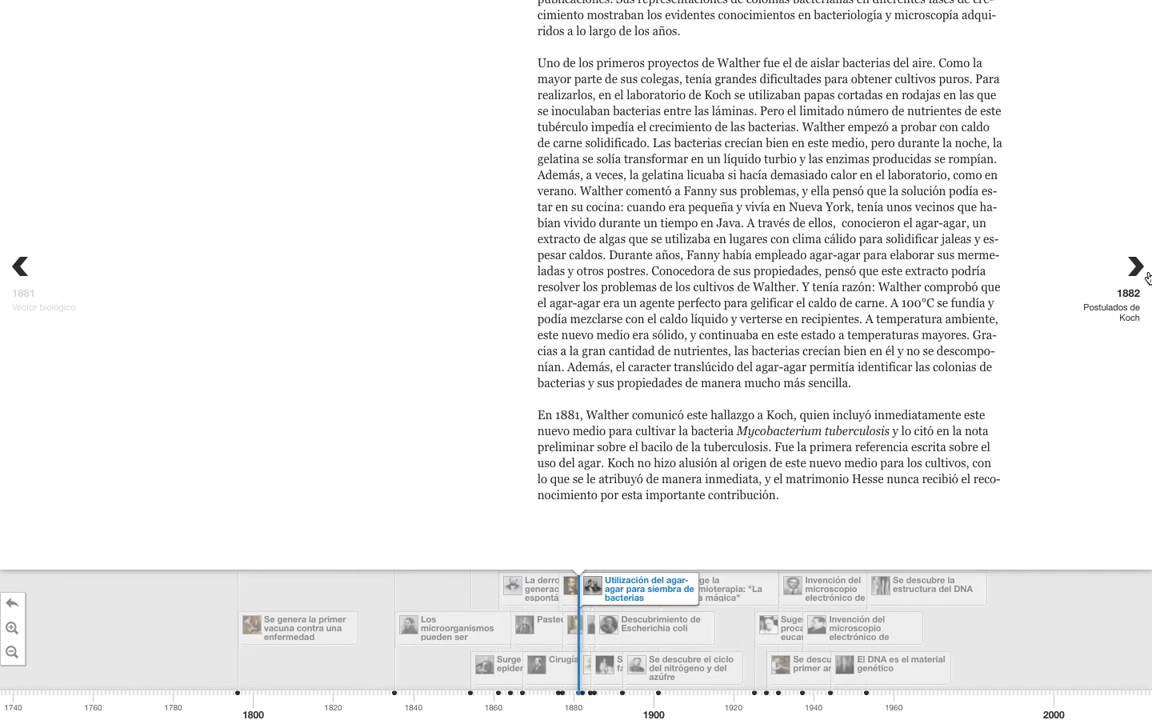 publicaciones. Sus representaciones de colonias bacterianas en diferentes fases de cre-
cimiento mostraban los evidentes conocimientos en bacteriología y microscopía adqui-
ridos a lo largo de los años.
Uno de los primeros proyectos de Walther fue el de aislar bacterias del aire. Como la
mayor parte de sus colegas, tenía grandes dificultades para obtener cultivos puros. Para
realizarlos, en el laboratorio de Koch se utilizaban papas cortadas en rodajas en las que
se inoculaban bacterias entre las láminas. Pero el limitado número de nutrientes de este
tubérculo impedía el crecimiento de las bacterias. Walther empezó a probar con caldo
de carne solidificado. Las bacterias crecían bien en este medio, pero durante la noche, la
gelatina se solía transformar en un líquido turbio y las enzimas producidas se rompían.
Además, a veces, la gelatina licuaba si hacía demasiado calor en el laboratorio, como en
verano. Walther comentó a Fanny sus problemas, y ella pensó que la solución podía es-
tar en su cocina: cuando era pequeña y vivía en Nueva York, tenía unos vecinos que ha-
bían vivido durante un tiempo en Java. A través de ellos, conocieron el agar-agar, un
extracto de algas que se utilizaba en lugares con clima cálido para solidificar jaleas y es-
pesar caldos. Durante años, Fanny había empleado agar-agar para elaborar sus merme-
ladas y otros postres. Conocedora de sus propiedades, pensó que este extracto podría
resolver los problemas de los cultivos de Walther. Y tenía razón: Walther comprobó que
el agar-agar era un agente perfecto para gelificar el caldo de carne. A 100°C se fundía y
podía mezclarse con el caldo líquido y verterse en recipientes. A temperatura ambiente,
este nuevo medio era sólido, y continuaba en este estado a temperaturas mayores. Gra-
cias a la gran cantidad de nutrientes, las bacterias crecían bien en él y no se descompo-
nían. Además, el caracter translúcido del agar-agar permitía identificar las colonias de
bacterias y sus propiedades de manera mucho más sencilla.
En 1881, Walther comunicó este hallazgo a Koch, quien incluyó inmediatamente este
nuevo medio para cultivar la bacteria Mycobacterium tuberculosis y lo citó en la nota
preliminar sobre el bacilo de la tuberculosis. Fue la primera referencia escrita sobre el
uso del agar. Koch no hizo alusión al origen de este nuevo medio para los cultivos, con
lo que se le atribuyó de manera inmediata, y el matrimonio Hesse nunca recibió el reco-
nocimiento por esta importante contribución.
1881
Vector biológico
1882
Postulados de
Koch
La derro
generac
espontá
Utilización del agar-
agar para siembra de
bacterias
ge la
mioterapia: "La
a mágica"
Invención del
microscopio
electrónico de
Se descubre la
estructura del DNA
Se genera la primer
vacuna contra una
enfermedad
Los
microorganismos
pueden ser
Paste
Descubrimiento de
Escherichia coli
Suge
proca
euca
Invención del
microscopio
electrónico de
Surge
epider
Cirugía
S
fa
Se descubre el ciclo
del nitrógeno y del
azúfre
Se descu
primer an
El DNA es el material
genético
1740 1760 1780 1800 1820 1840 1860 1880 1900 1920 1940 1960 2000